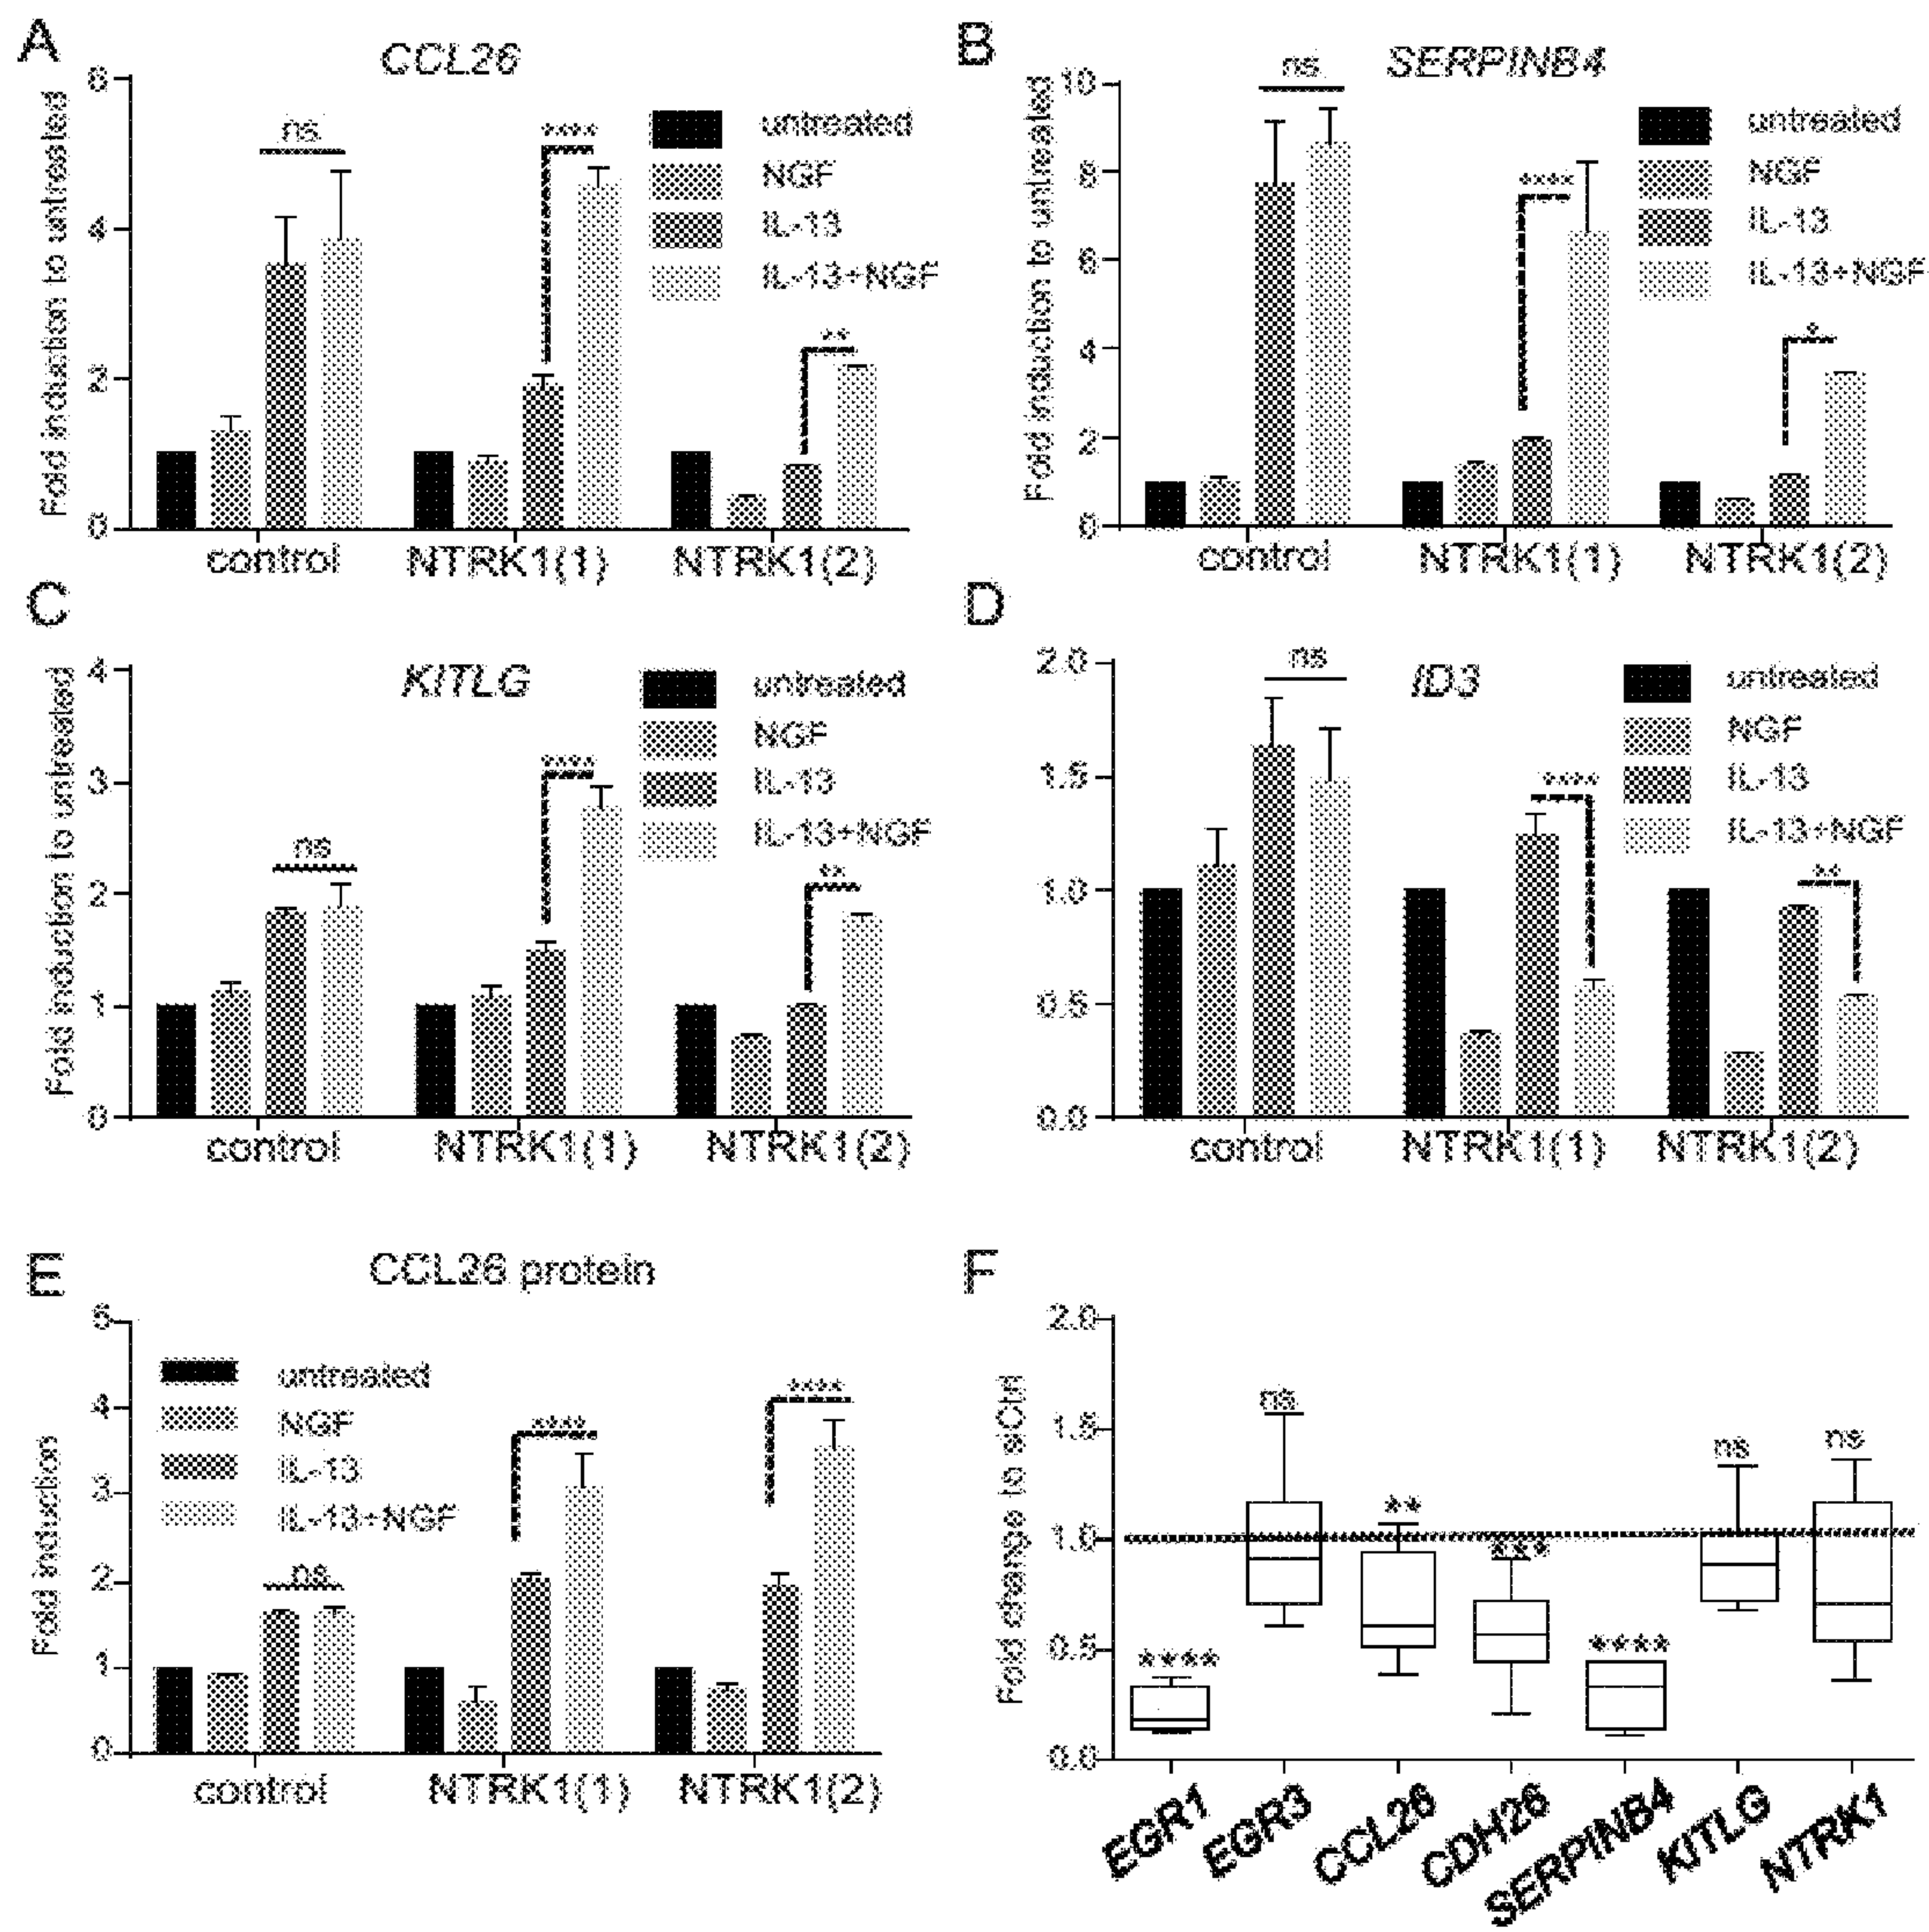 A
CCL26
Fold induction to untreated
6
4
2
0
ns
****
**
untreated
NGF
IL-13
IL-13+NGF
control
NTRK1(1)
NTRK1(2)
B
SERPINB4
Fold induction to untreated
10
8
6
4
2
0
ns
****
*
untreated
NGF
IL-13
IL-13+NGF
control
NTRK1(1)
NTRK1(2)
C
KITLG
Fold induction to untreated
4
3
2
1
0
ns
****
**
untreated
NGF
IL-13
IL-13+NGF
control
NTRK1(1)
NTRK1(2)
D
ID3
2.0
1.5
1.0
0.5
0.0
ns
****
**
untreated
NGF
IL-13
IL-13+NGF
control
NTRK1(1)
NTRK1(2)
E
CCL26 protein
Fold induction
5
4
3
2
1
0
untreated
NGF
IL-13
IL-13+NGF
ns
****
****
control
NTRK1(1)
NTRK1(2)
F
Fold change to siCtrl
2.0
1.5
1.0
0.5
0.0
****
ns
**
***
****
ns
ns
EGR1
EGR3
CCL26
CDH26
SERPINB4
KITLG
NTRK1